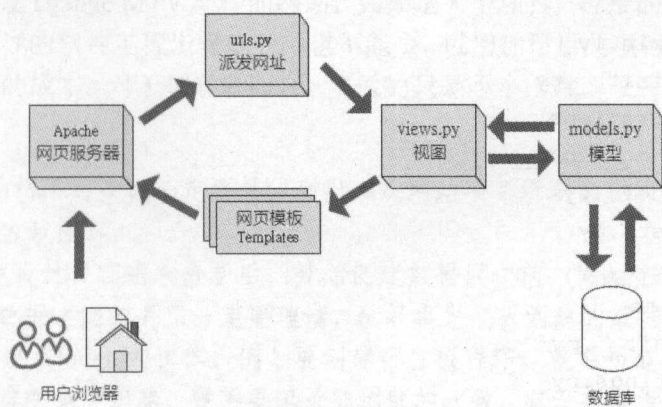 urls.py
派发网址
Apache
网页服务器
views.py
视图
models.py
模型
网页模板
Templates
用户浏览器
数据库